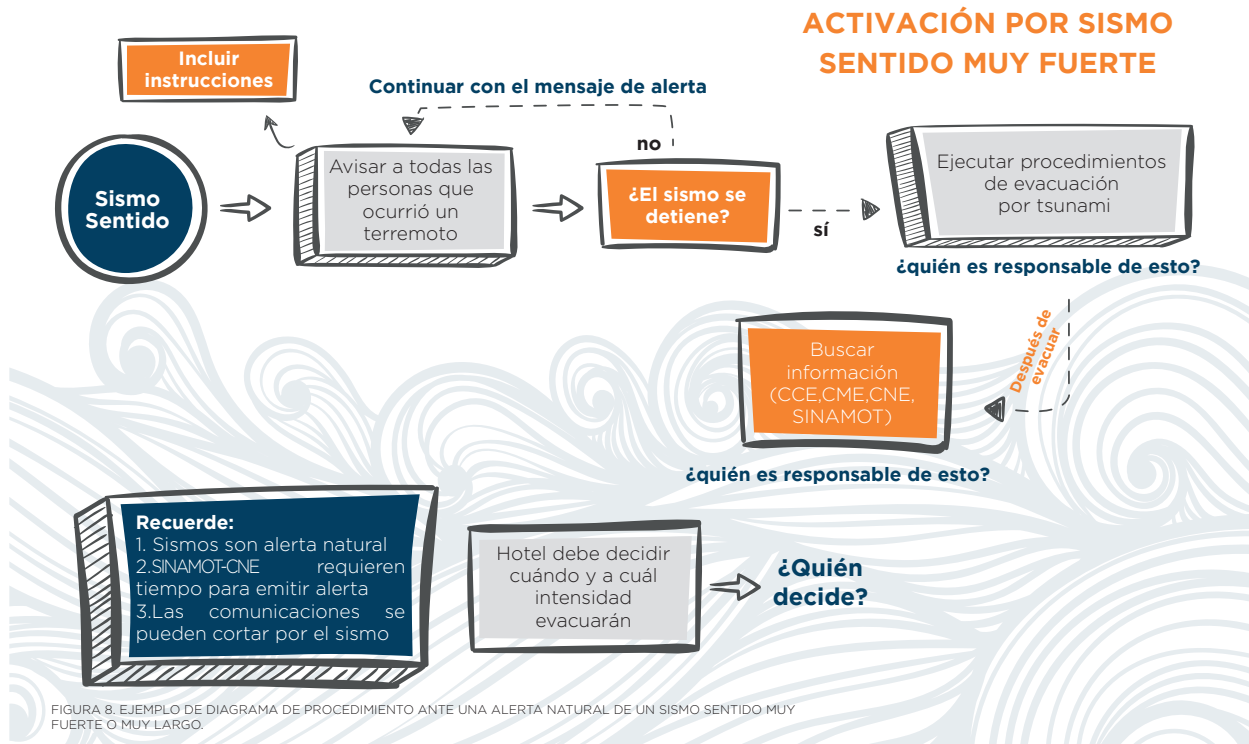 ACTIVACIÓN POR SISMO
SENTIDO MUY FUERTE
Incluir
instrucciones
Continuar con el mensaje de alerta
Sismo
Sentido
Avisar a todas las
personas que
ocurrió un
terremoto
no
¿El sismo se
detiene?
sí
Ejecutar procedimientos
de evacuación
por tsunami
¿quién es responsable de esto?
Después de
evacuar
Buscar
información
(CCE,CME,CNE,
SINAMOT)
¿quién es responsable de esto?
Recuerde:
1. Sismos son alerta natural
2.SINAMOT-CNE requieren
tiempo para emitir alerta
3.Las comunicaciones se
pueden cortar por el sismo
Hotel debe decidir
cuándo y a cuál
intensidad
evacuarán
¿Quién
decide?
FIGURA 8. EJEMPLO DE DIAGRAMA DE PROCEDIMIENTO ANTE UNA ALERTA NATURAL DE UN SISMO SENTIDO MUY
FUERTE O MUY LARGO.